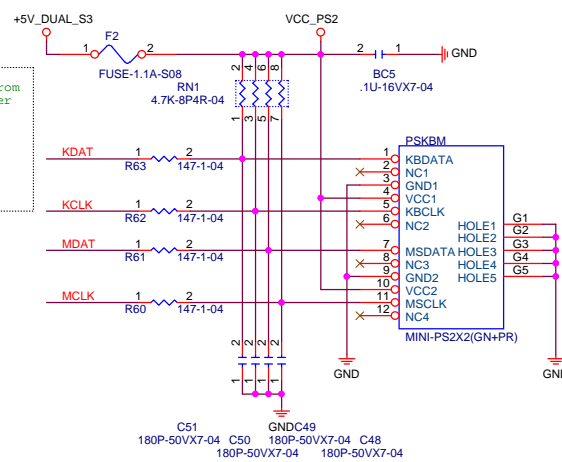 +5V_DUAL_S3
VCC_PS2
F2
1 2
2 1
GND
FUSE-1.1A-S08
BC5
.1U-16VX7-04
2 4 6 8
RN1
4.7K-8P4R-04
1 3 5 7
rom
er
PSKBM
KDAT 1 2 1 KBDATA
R63 147-1-04 2 NC1
3 GND1
4 VCC1
KCLK 1 2 5 KBCLK
R62 147-1-04 6 NC2
HOLE1 G1
HOLE2 G2
MDAT 1 2 7 MSDATA HOLE3 G3
R61 147-1-04 8 NC3 HOLE4 G4
9 GND2 HOLE5 G5
10 VCC2
MCLK 1 2 11 MSCLK
R60 147-1-04 12 NC4
MINI-PS2X2(GN+PR)
2 2 2 2
1 1 1 1
GND
GND
C51 GNDC49
180P-50VX7-04 C50 180P-50VX7-04 C48
180P-50VX7-04 180P-50VX7-04